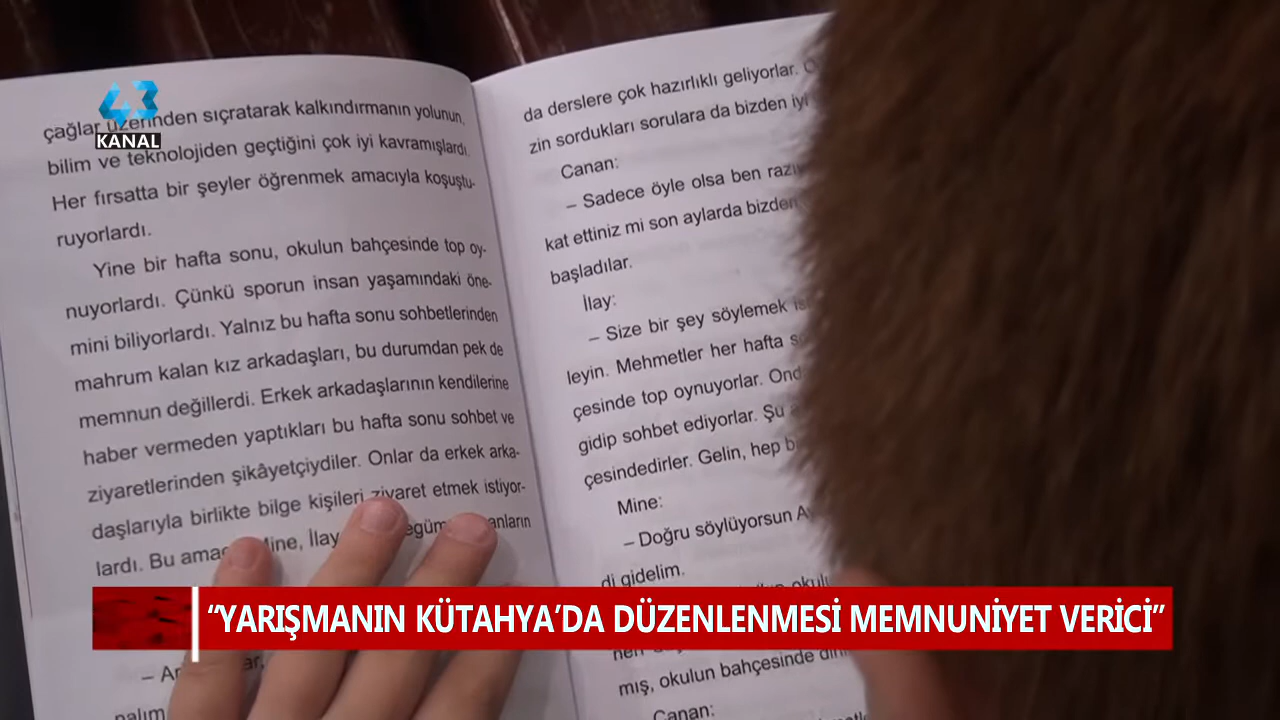 43
KANAL
çağlar üzerinden sıçratarak kalkındırmanın yolunun,
bilim ve teknolojiden geçtiğini çok iyi kavramışlardı.
Her fırsatta bir şeyler öğrenmek amacıyla koşuştu-
ruyorlardı.
Yine bir hafta sonu, okulun bahçesinde top oy-
nuyorlardı. Çünkü sporun insan yaşamındaki öne-
mini biliyorlardı. Yalnız bu hafta sonu sohbetlerinden
mahrum kalan kız arkadaşları, bu durumdan pek de
memnun değillerdi. Erkek arkadaşlarının kendilerine
haber vermeden yaptıkları bu hafta sonu sohbet ve
ziyaretlerinden şikâyetçiydiler. Onlar da erkek arka-
daşlarıyla birlikte bilge kişileri ziyaret etmek istiyor-
lardı. Bu Mine, İlay
da derslere çok hazırlıklı geliyorlar.
zin sordukları sorulara da bizden iyi
Canan:
– Sadece öyle olsa ben
kat ettiniz mi son aylarda bizden
başladılar.
İlay:
– Size bir şey söylemek
leyin. Mehmetler her hafta
çesinde top oynuyorlar.
gidip sohbet ediyorlar. Şu
çesindedirler. Gelin, hep
Mine:
– Doğru söylüyorsun
di gidelim.
“YARIŞMANIN KÜTAHYA’DA DÜZENLENMESİ MEMNUNİYET VERİCİ”
mış, okulun bahçesinde
Canan: